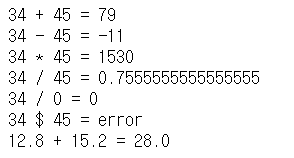 34 + 45 = 79
34 - 45 = -11
34 * 45 = 1530
34 / 45 = 0.7555555555555555
34 / 0 = 0
34 $ 45 = error
12.8 + 15.2 = 28.0